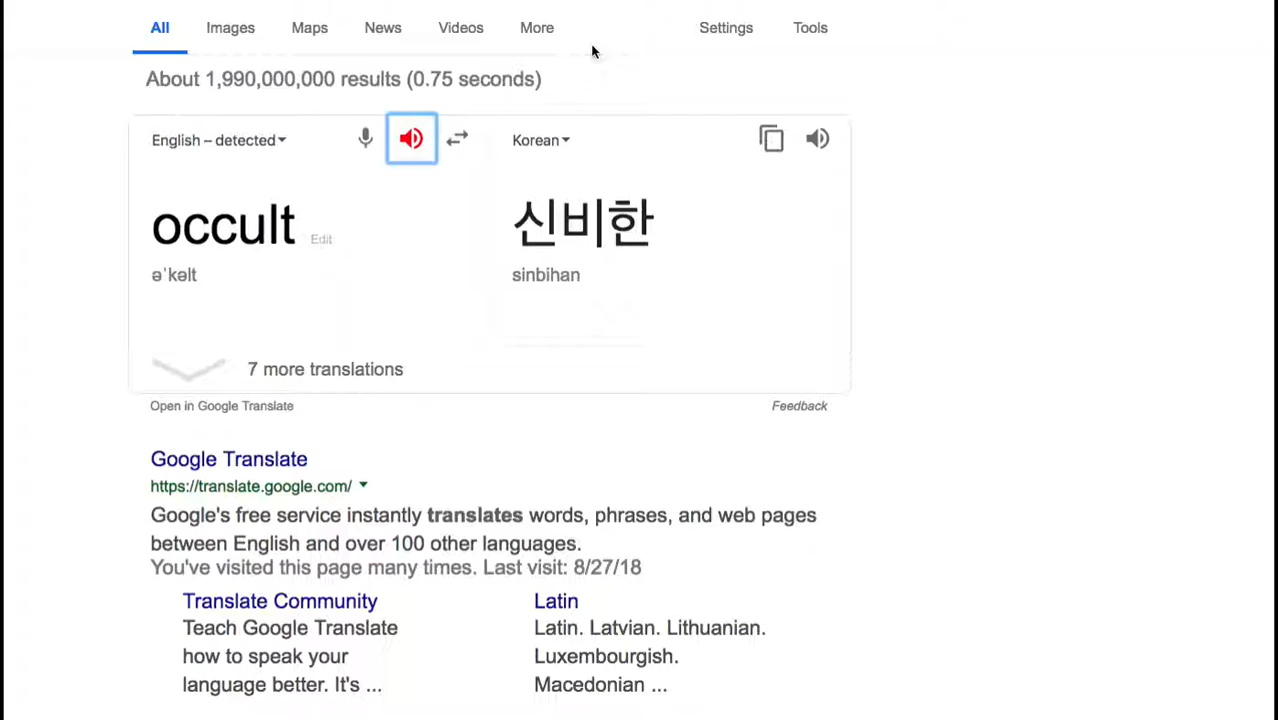 All Images Maps News Videos More Settings Tools
About 1,990,000,000 results (0.75 seconds)
English – detected Korean
occult Edit 신비한
əˈkəlt sinbihan
7 more translations
Open in Google Translate Feedback
Google Translate
https://translate.google.com/
Google's free service instantly translates words, phrases, and web pages
between English and over 100 other languages.
You've visited this page many times. Last visit: 8/27/18
Translate Community Latin
Teach Google Translate Latin. Latvian. Lithuanian.
how to speak your Luxembourgish.
language better. It's ... Macedonian ...